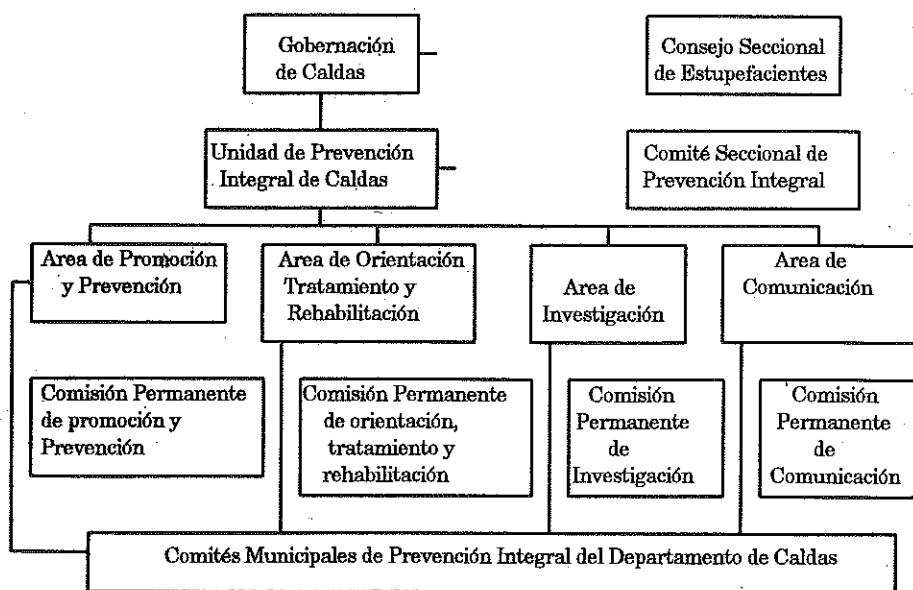 Gobernación
de Caldas
Consejo Seccional
de Estupefacientes
Unidad de Prevención
Integral de Caldas
Comité Seccional de
Prevención Integral
Area de Promoción
y Prevención
Area de Orientación
Tratamiento y
Rehabilitación
Area de
Investigación
Area de
Comunicación
Comisión Permanente
de promoción y
Prevención
Comisión Permanente
de orientación,
tratamiento y
rehabilitación
Comisión
Permanente
de
Investigación
Comisión
Permanente
de
Comunicación
Comités Municipales de Prevención Integral del Departamento de Caldas